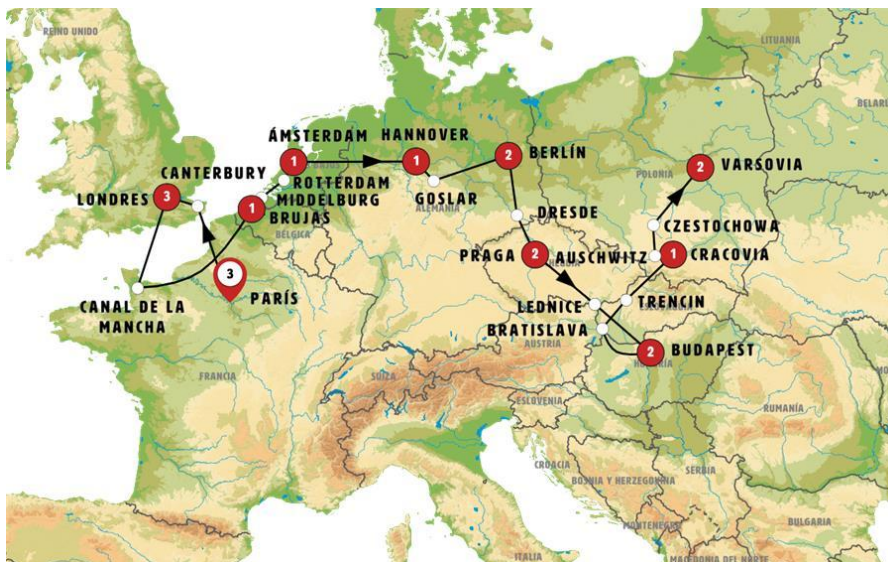 REINO UNIDO
LITUANIA
BELAR
ÁMSTERDAM
HANNOVER
1
1
2
BERLÍN
2
VARSOVIA
POLONIA
CANTERBURY
ROTTERDAM
GOSLAR
LONDRES
3
MIDDELBURG
ALEMANIA
1
BRUJAS
DRESDE
CZESTOCHOWA
BÉLGICA
PRAGA
2
AUSCHWITZ
1
CRACOVIA
3
PARÍS
CANAL DE LA
MANCHA
LEDNICE
TRENCIN
BRATISLAVA
AUSTRIA
2
BUDAPEST
HUNGRÍA
FRANCIA
SUIZA
ESLOVENIA
RUMANÍA
CROACIA
BOSNIA Y HERZEGOVINA
SERBIA
MONTENEGRO
BULGARIA
ITALIA
MACEDONIA DEL NORTE